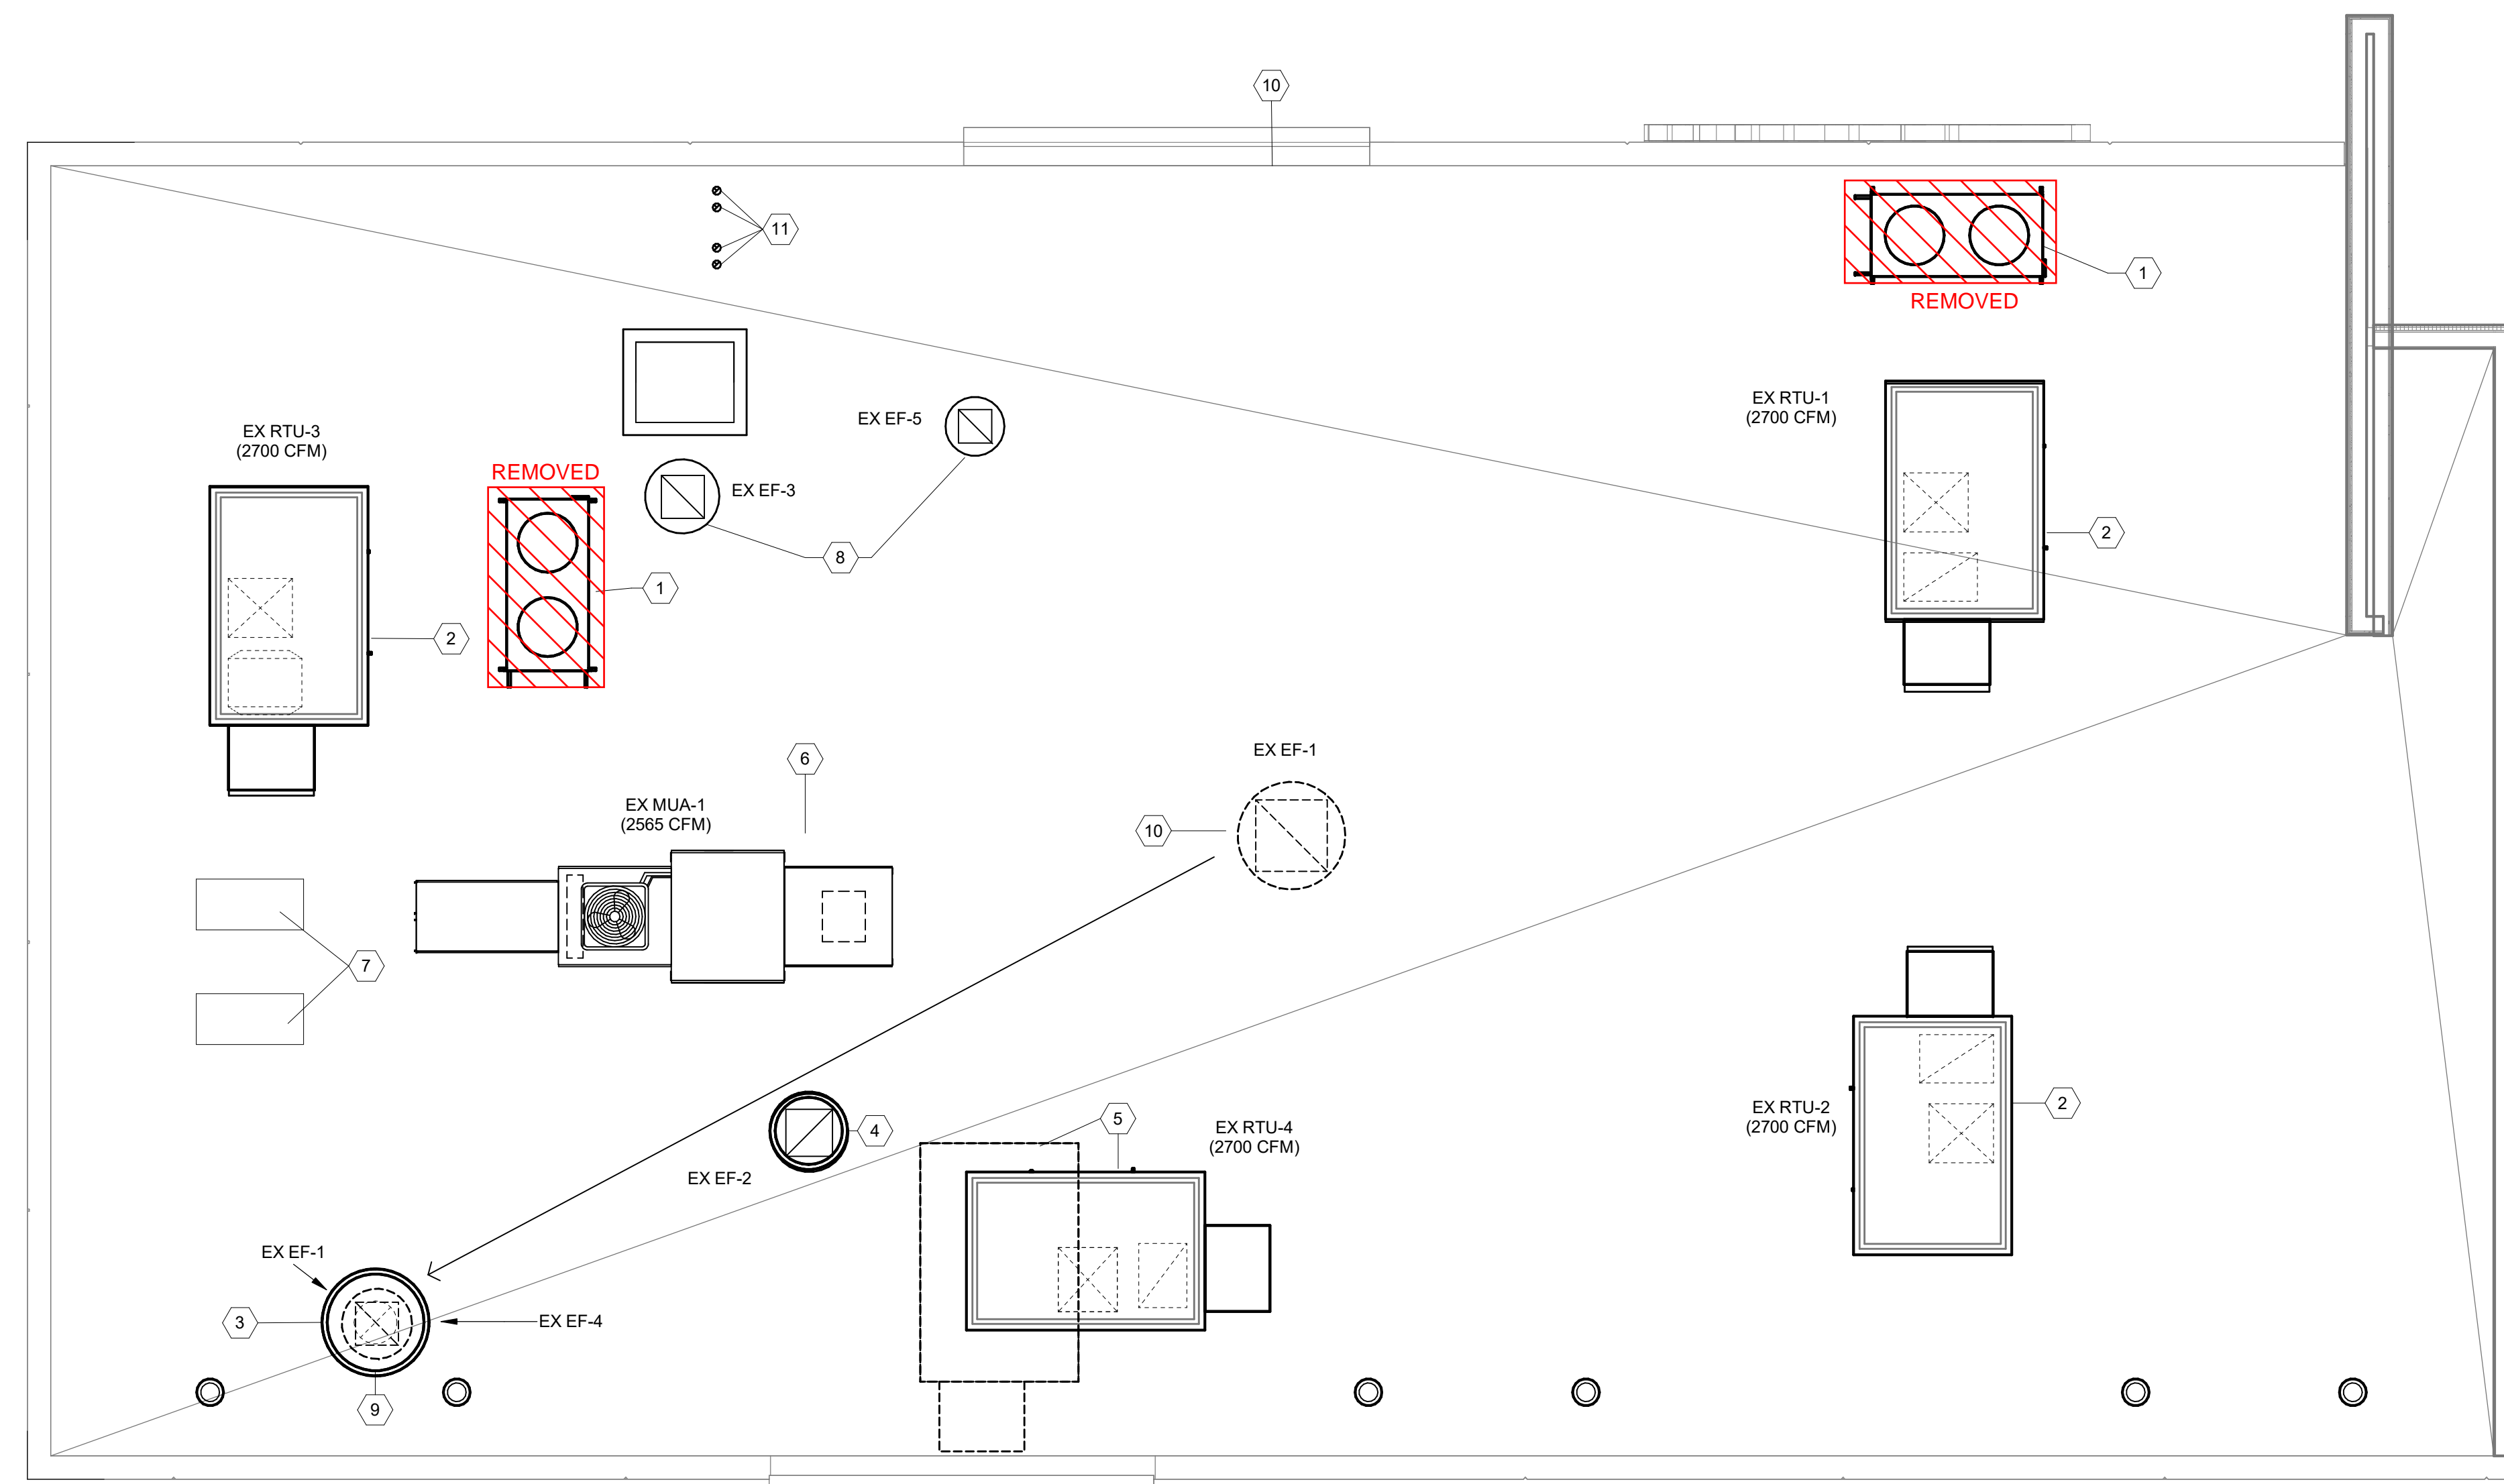 10
11
1
REMOVED
EX RTU-1
(2700 CFM)
EX EF-5
EX RTU-3
(2700 CFM)
REMOVED
EX EF-3
2
8
1
2
EX EF-1
6
EX MUA-1
(2565 CFM)
10
7
EX RTU-2
(2700 CFM)
2
5
EX RTU-4
(2700 CFM)
4
EX EF-2
EX EF-1
3
EX EF-4
9